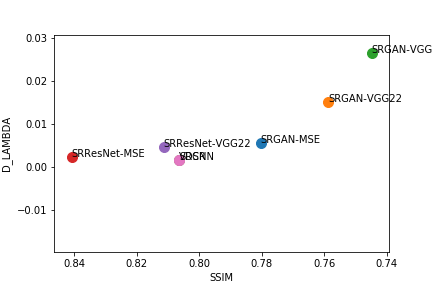 0.03
SRGAN-VGG
0.02
SRGAN-VGG22
D_LAMBDA
0.01
SRResNet-VGG22
SRGAN-MSE
SRResNet-MSE
0.00
−0.01
0.84
0.82
0.80
0.78
0.76
0.74
SSIM